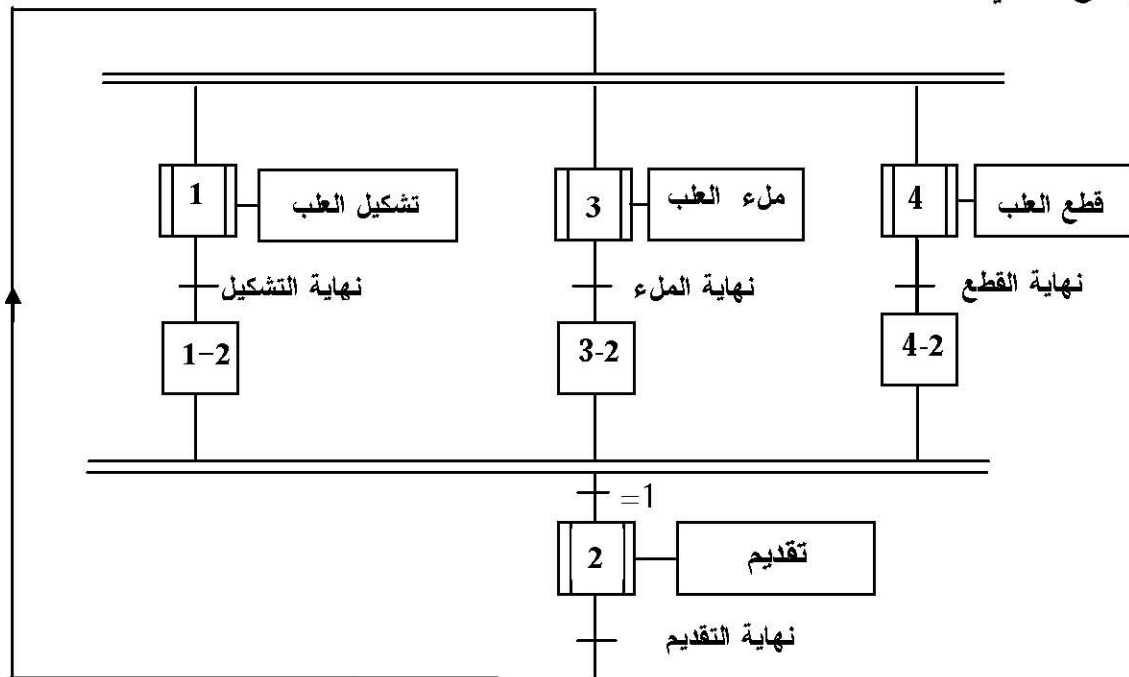 1 تشكيل العلب
3 ملء العلب
4 قطع العلب
نهاية التشكيل
نهاية الملء
نهاية القطع
1-2
3-2
4-2
=1
2 تقديم
نهاية التقديم